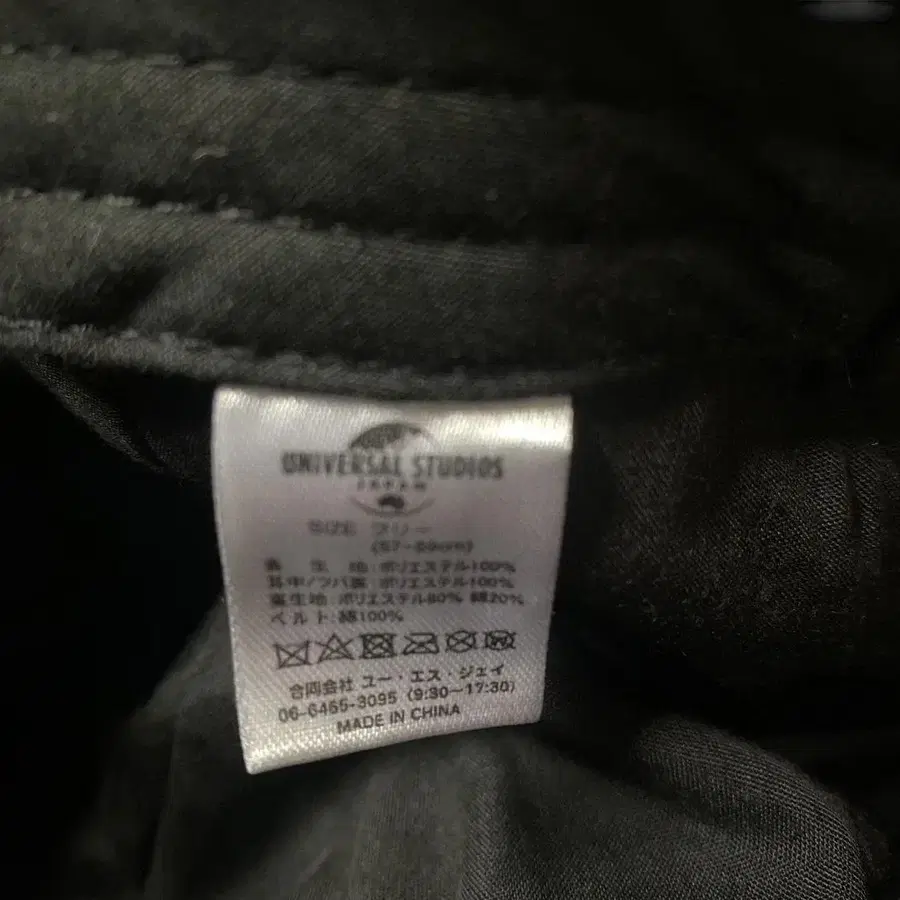 UNIVERSAL STUDIOS
JAPAN
SIZE フリー
(57-59cm)
表 生 地:ポリエステル100%
耳中/ツバ裏:ポリエステル100%
裏生地:ポリエステル80% 綿20%
ベルト:綿100%
合同会社 ユー・エス・ジェイ
06-6465-3095 (9:30〜17:30)
MADE IN CHINA